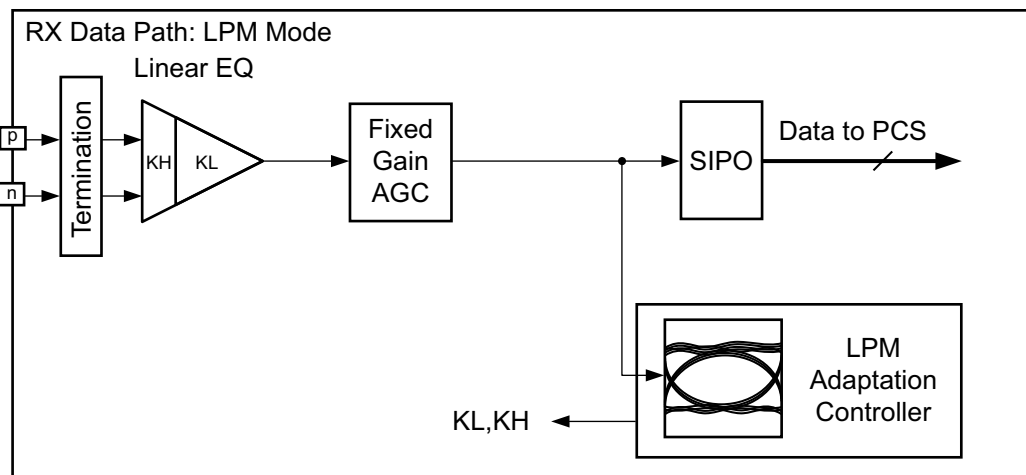 RX Data Path: LPM Mode
Linear EQ
p
n
Termination
KH
KL
Fixed
Gain
AGC
SIPO
Data to PCS
LPM
Adaptation
Controller
KL,KH